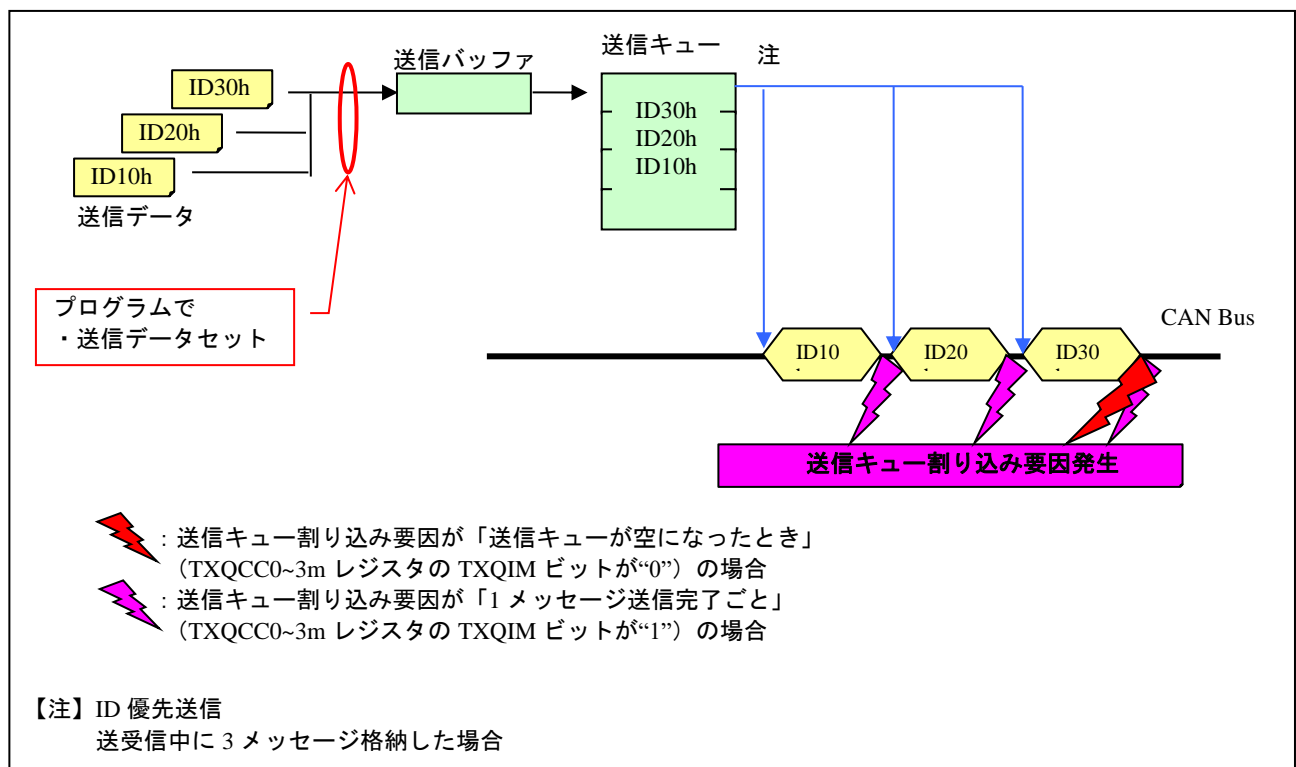 送信バッファ
送信キュー
注
ID30h
ID20h
ID10h
送信データ
ID30h
ID20h
ID10h
プログラムで
・送信データセット
CAN Bus
ID10
ID20
ID30
送信キュー割り込み要因発生
：送信キュー割り込み要因が「送信キューが空になったとき」
（TXQCC0~3m レジスタの TXQIM ビットが“0”）の場合
：送信キュー割り込み要因が「1 メッセージ送信完了ごと」
（TXQCC0~3m レジスタの TXQIM ビットが“1”）の場合
【注】ID 優先送信
送受信中に 3 メッセージ格納した場合